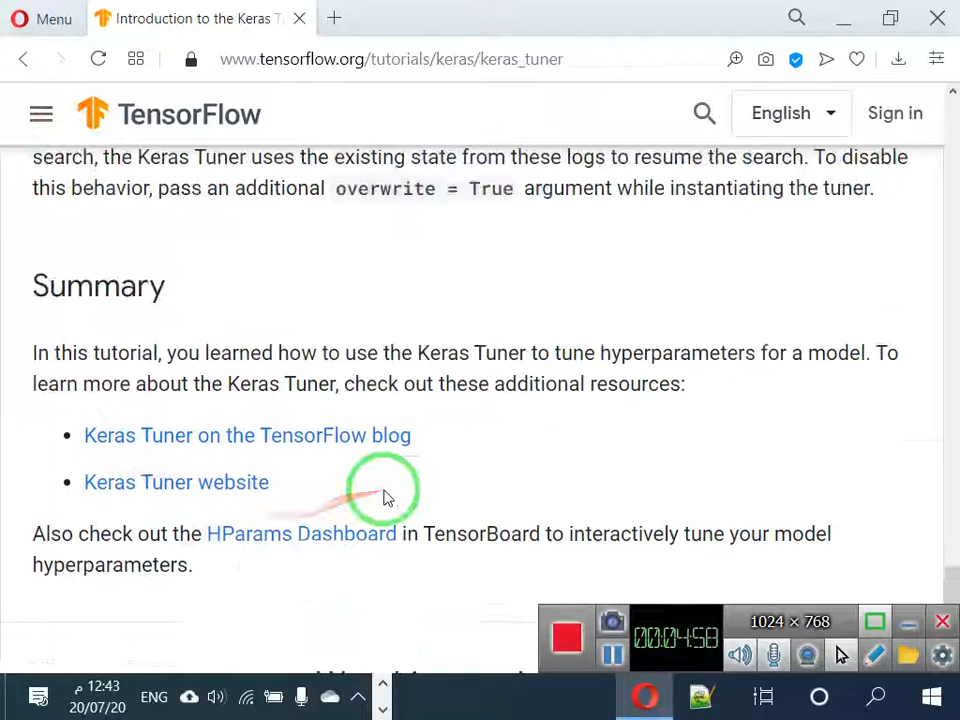 Menu
Introduction to the Keras T
www.tensorflow.org/tutorials/keras/keras_tuner
TensorFlow
English
Sign in
search, the Keras Tuner uses the existing state from these logs to resume the search. To disable
this behavior, pass an additional overwrite = True argument while instantiating the tuner.
Summary
In this tutorial, you learned how to use the Keras Tuner to tune hyperparameters for a model. To
learn more about the Keras Tuner, check out these additional resources:
• Keras Tuner on the TensorFlow blog
• Keras Tuner website
Also check out the HParams Dashboard in TensorBoard to interactively tune your model
hyperparameters.
1024 × 768
00:04:58
12:43 م
20/07/20
ENG